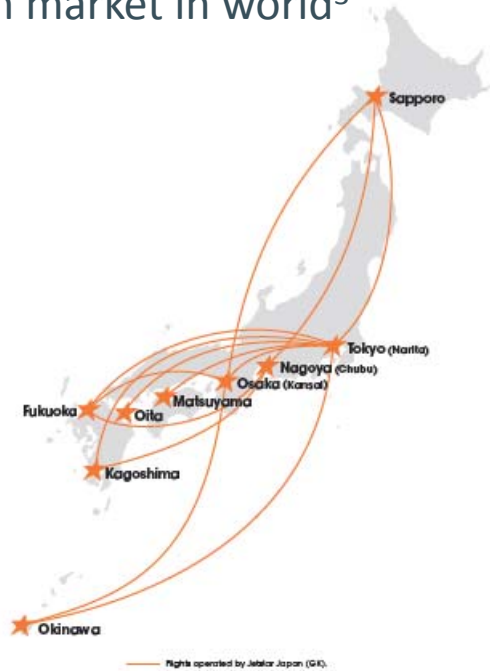 n market in world³
Sapporo
Tokyo (Narita)
Nagoya (Chubu)
Osaka (Kansai)
Matsuyama
Fukuoka
Oita
Kagoshima
Okinawa
Flights operated by Jetstar Japan (GK).